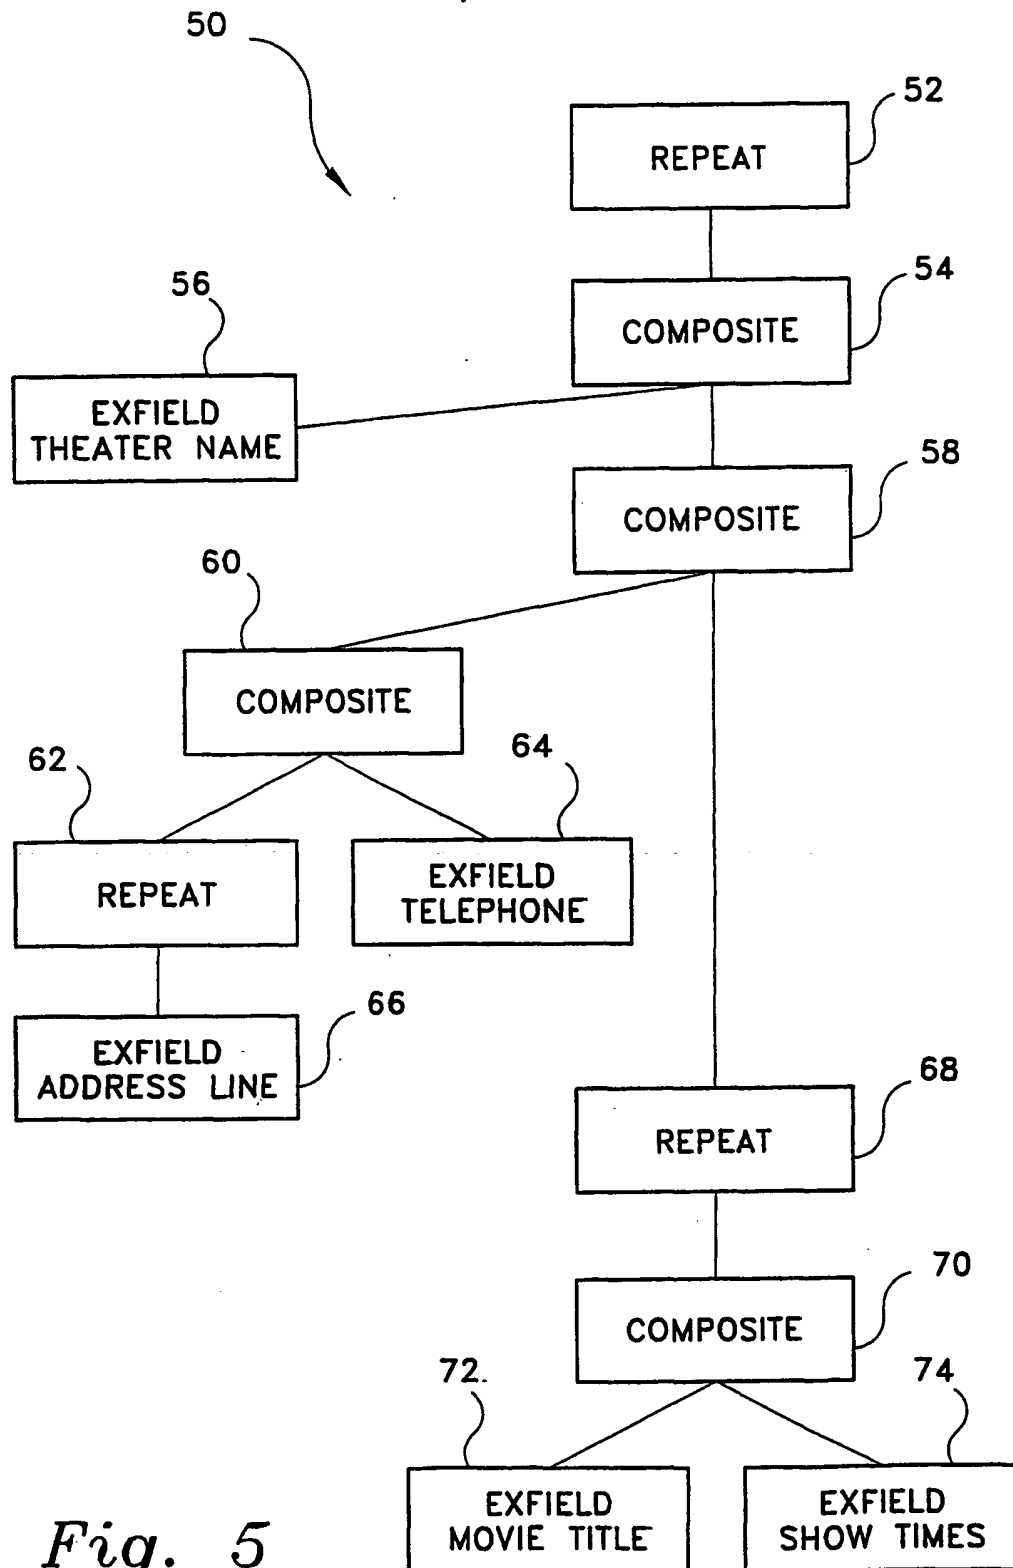 50
52
REPEAT
54
56
COMPOSITE
EXFIELD
THEATER NAME
58
COMPOSITE
60
COMPOSITE
62
64
REPEAT
EXFIELD
TELEPHONE
66
EXFIELD
ADDRESS LINE
68
REPEAT
70
COMPOSITE
72
74
EXFIELD
MOVIE TITLE
EXFIELD
SHOW TIMES
Fig. 5